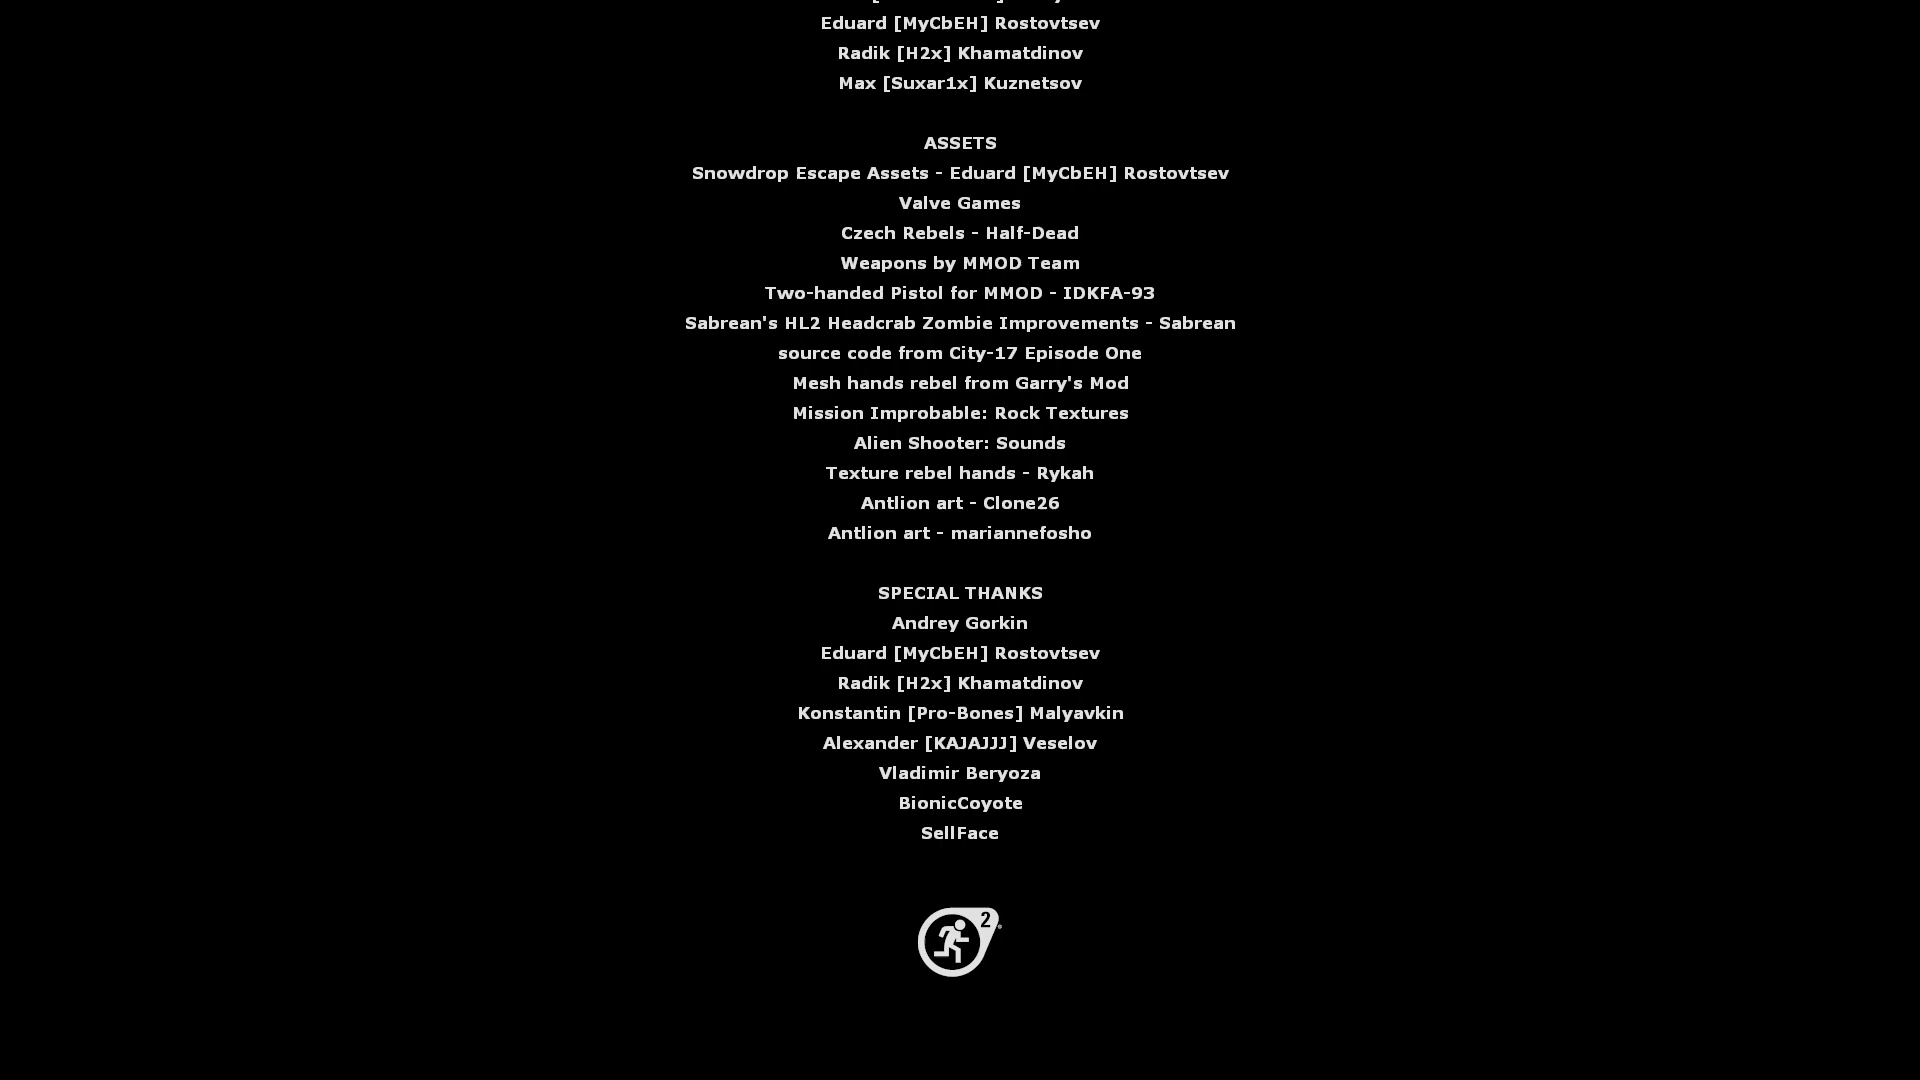 Eduard [MyCbEH] Rostovtsev
Radik [H2x] Khamatdinov
Max [Suxar1x] Kuznetsov
ASSETS
Snowdrop Escape Assets - Eduard [MyCbEH] Rostovtsev
Valve Games
Czech Rebels - Half-Dead
Weapons by MMOD Team
Two-handed Pistol for MMOD - IDKFA-93
Sabrean's HL2 Headcrab Zombie Improvements - Sabrean
source code from City-17 Episode One
Mesh hands rebel from Garry's Mod
Mission Improbable: Rock Textures
Alien Shooter: Sounds
Texture rebel hands - Rykah
Antlion art - Clone26
Antlion art - mariannefosho
SPECIAL THANKS
Andrey Gorkin
Eduard [MyCbEH] Rostovtsev
Radik [H2x] Khamatdinov
Konstantin [Pro-Bones] Malyavkin
Alexander [KAJAJJJ] Veselov
Vladimir Beryoza
BionicCoyote
SellFace
2